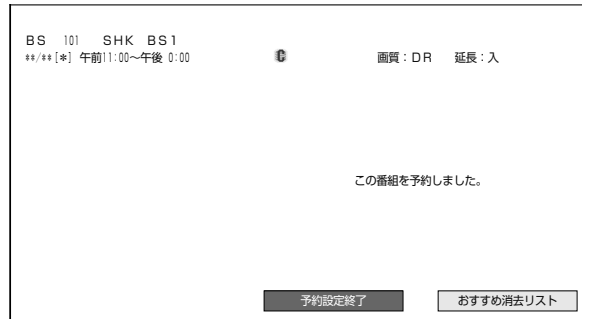 BS 101 SHK BS1
**/**[*] 午前11:00〜午後 0:00 画質：DR 延長：入
この番組を予約しました。
予約設定終了 おすすめ消去リスト